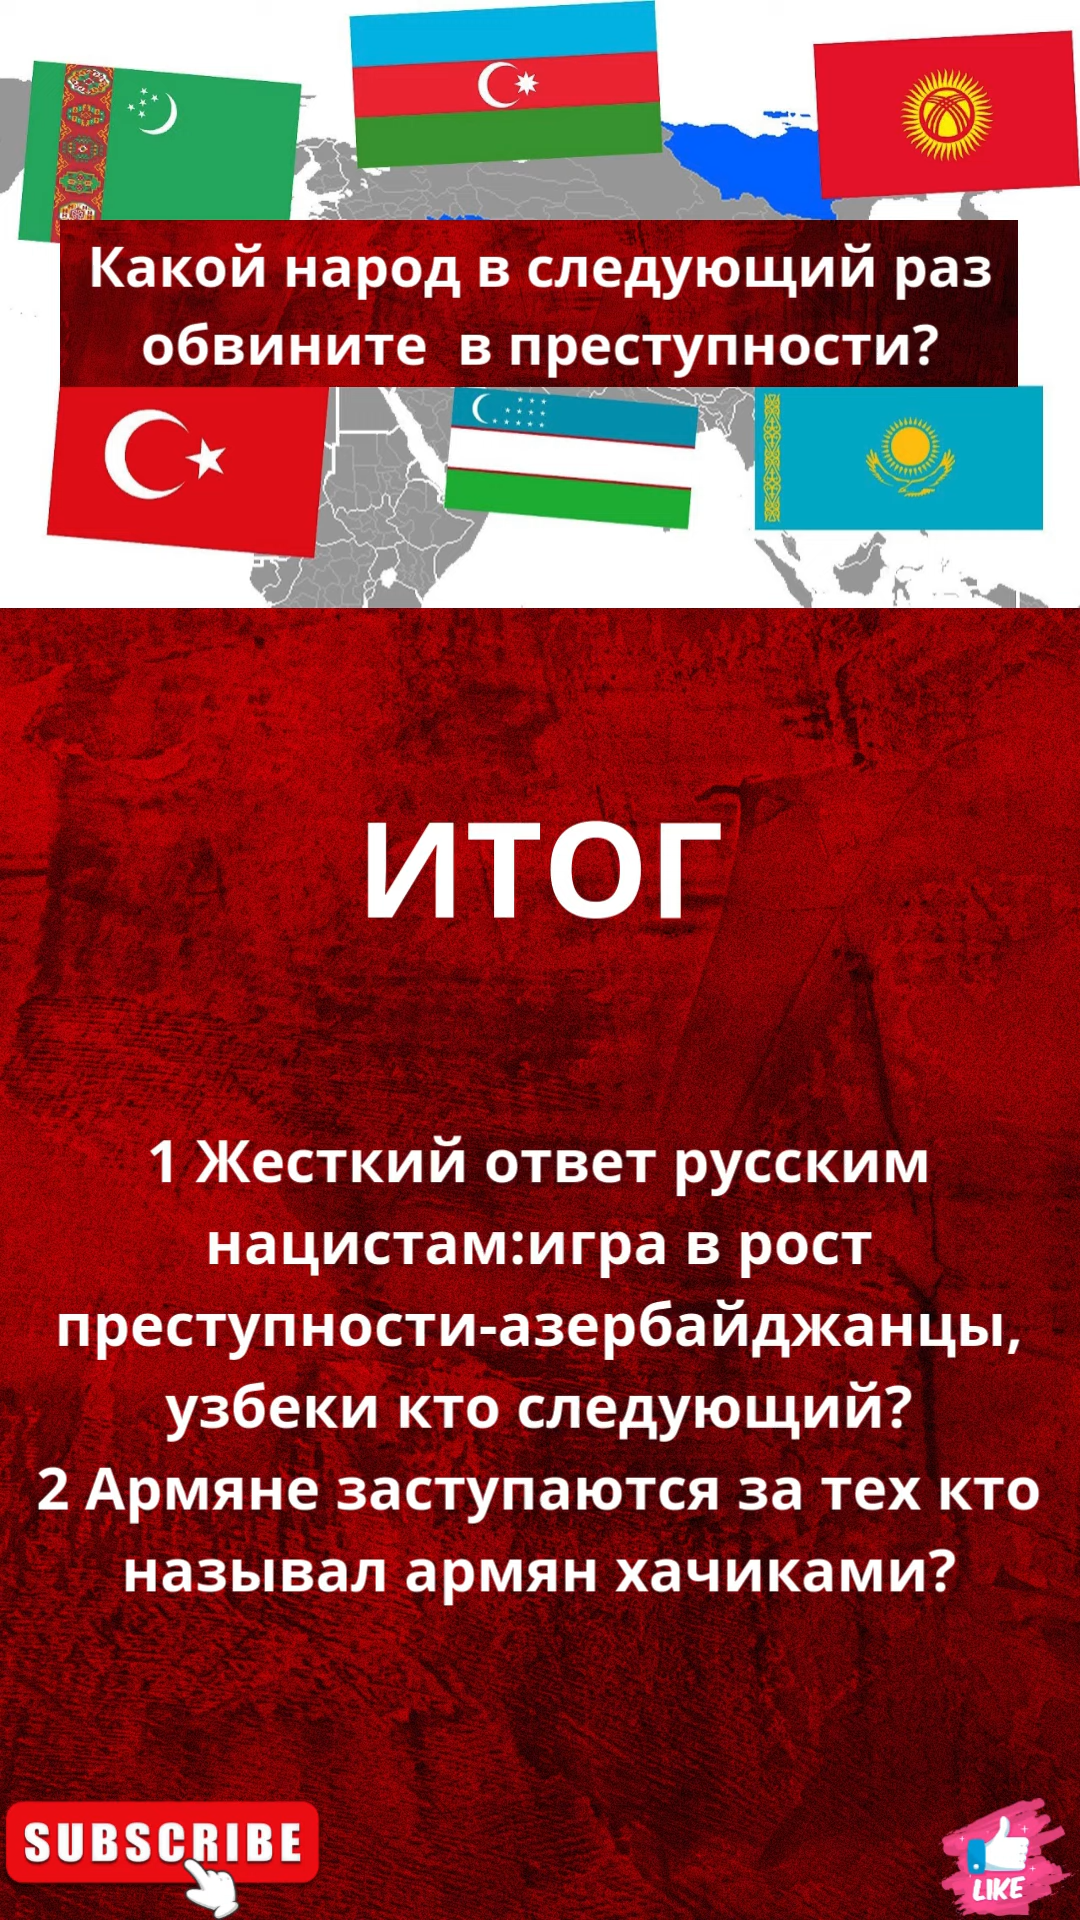 Какой народ в следующий раз
обвините в преступности?
ИТОГ
1 Жесткий ответ русским
нацистам:игра в рост
преступности-азербайджанцы,
узбеки кто следующий?
2 Армяне заступаются за тех кто
называл армян хачиками?
SUBSCRIBE
LIKE